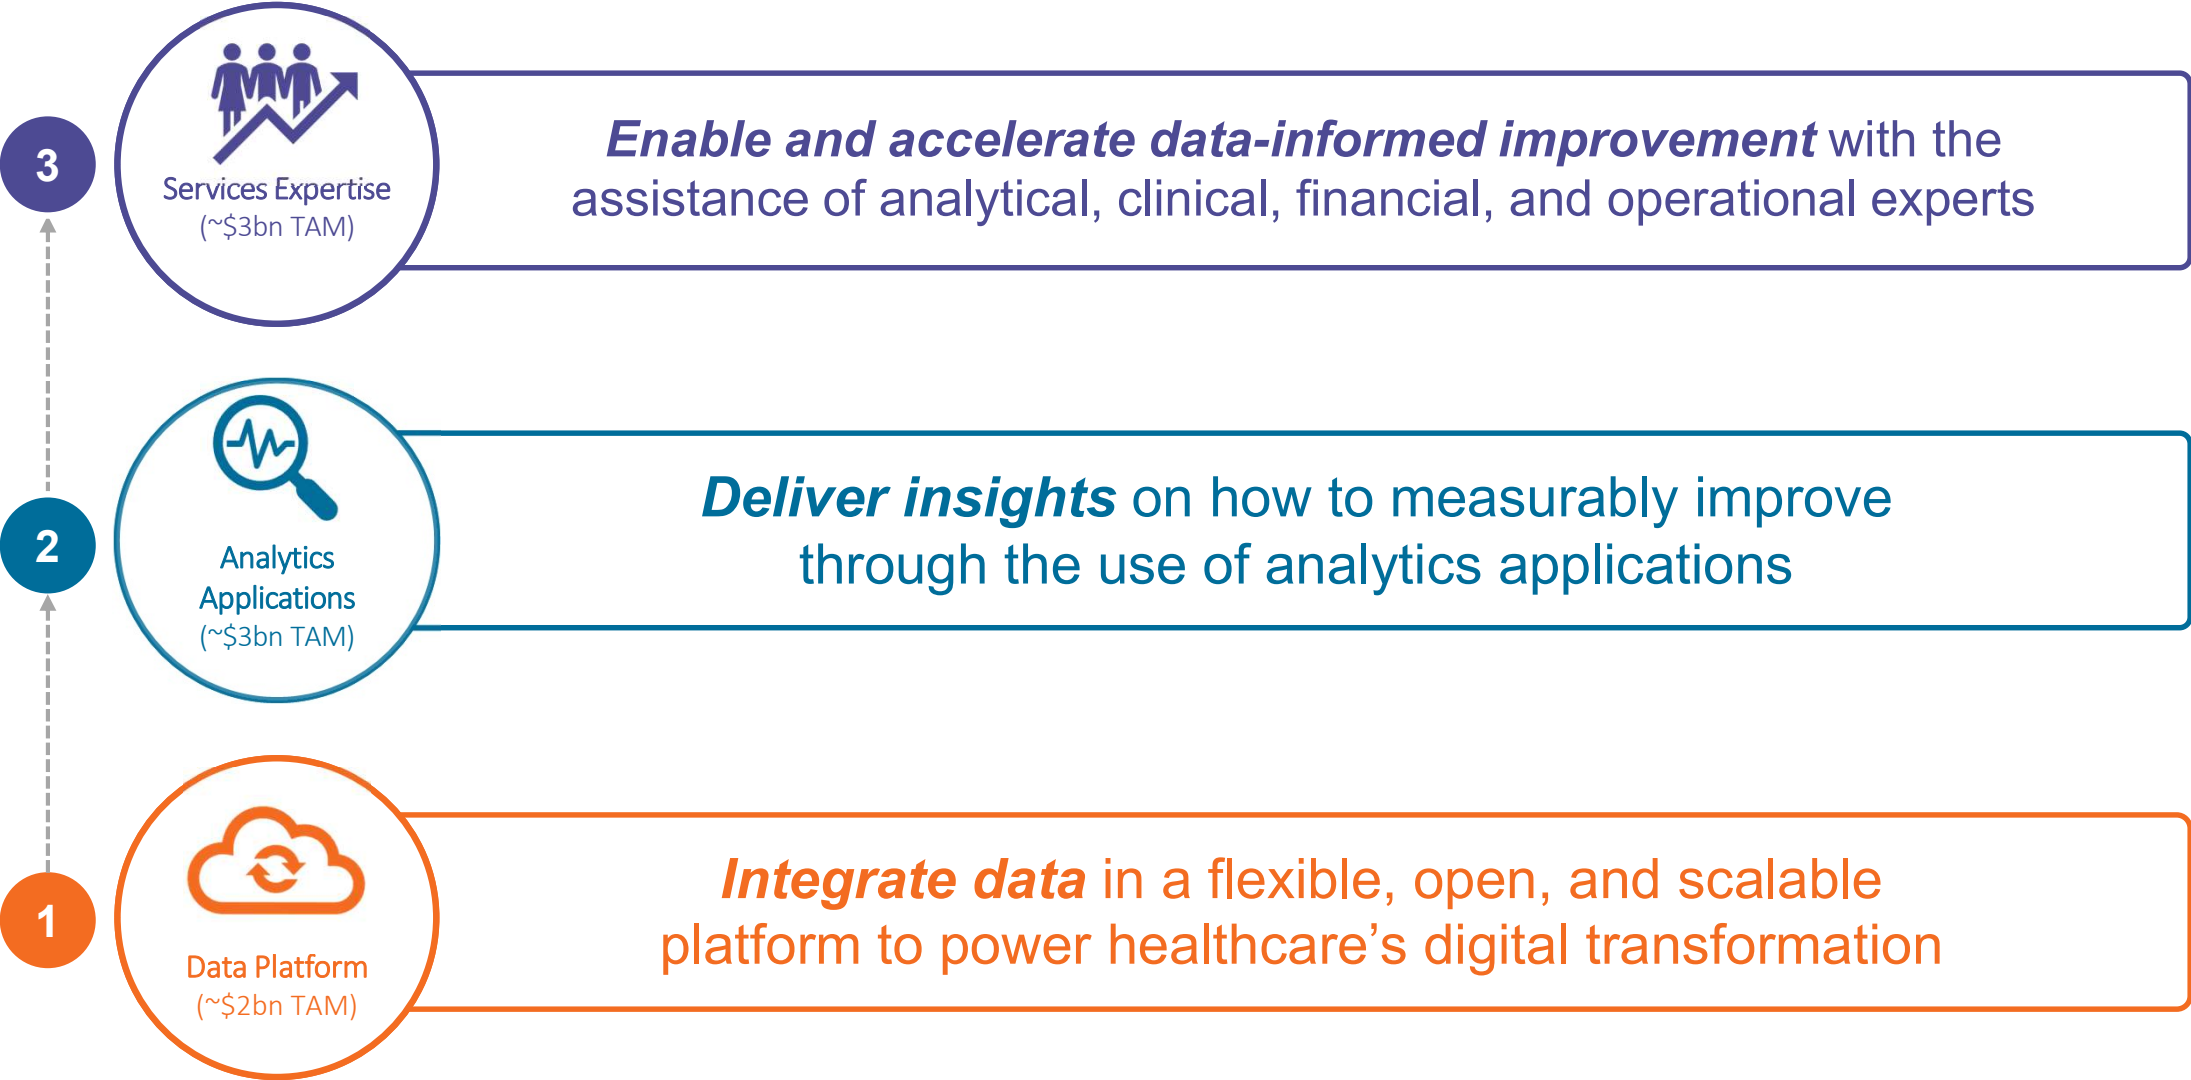 3
Services Expertise
(~$3bn TAM)
Enable and accelerate data-informed improvement with the
assistance of analytical, clinical, financial, and operational experts
2
Analytics
Applications
(~$3bn TAM)
Deliver insights on how to measurably improve
through the use of analytics applications
1
Data Platform
(~$2bn TAM)
Integrate data in a flexible, open, and scalable
platform to power healthcare’s digital transformation